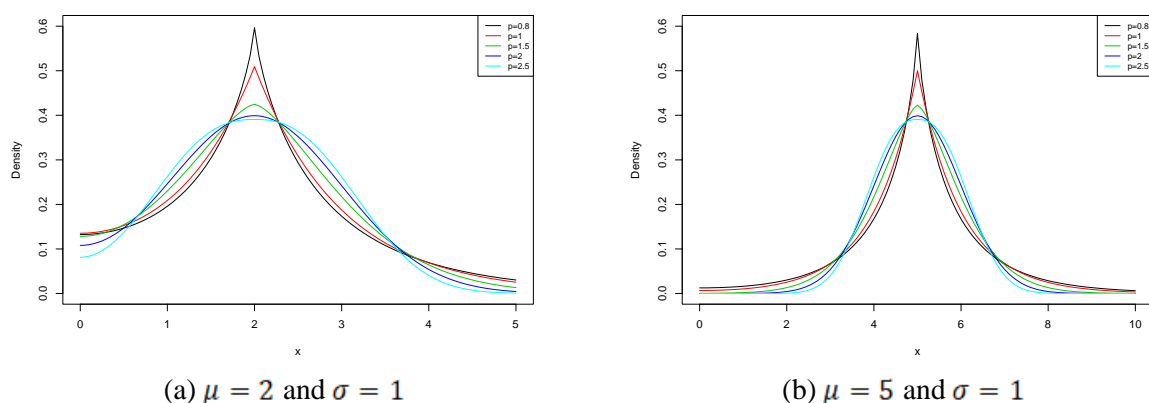 0.6
0.5
0.4
0.3
0.2
0.1
0.0
Density
0 1 2 3 4 5
x
p=0.8
p=1
p=1.5
p=2
p=2.5
(a) μ = 2 and σ = 1
0.6
0.5
0.4
0.3
0.2
0.1
0.0
Density
0 2 4 6 8 10
x
p=0.8
p=1
p=1.5
p=2
p=2.5
(b) μ = 5 and σ = 1